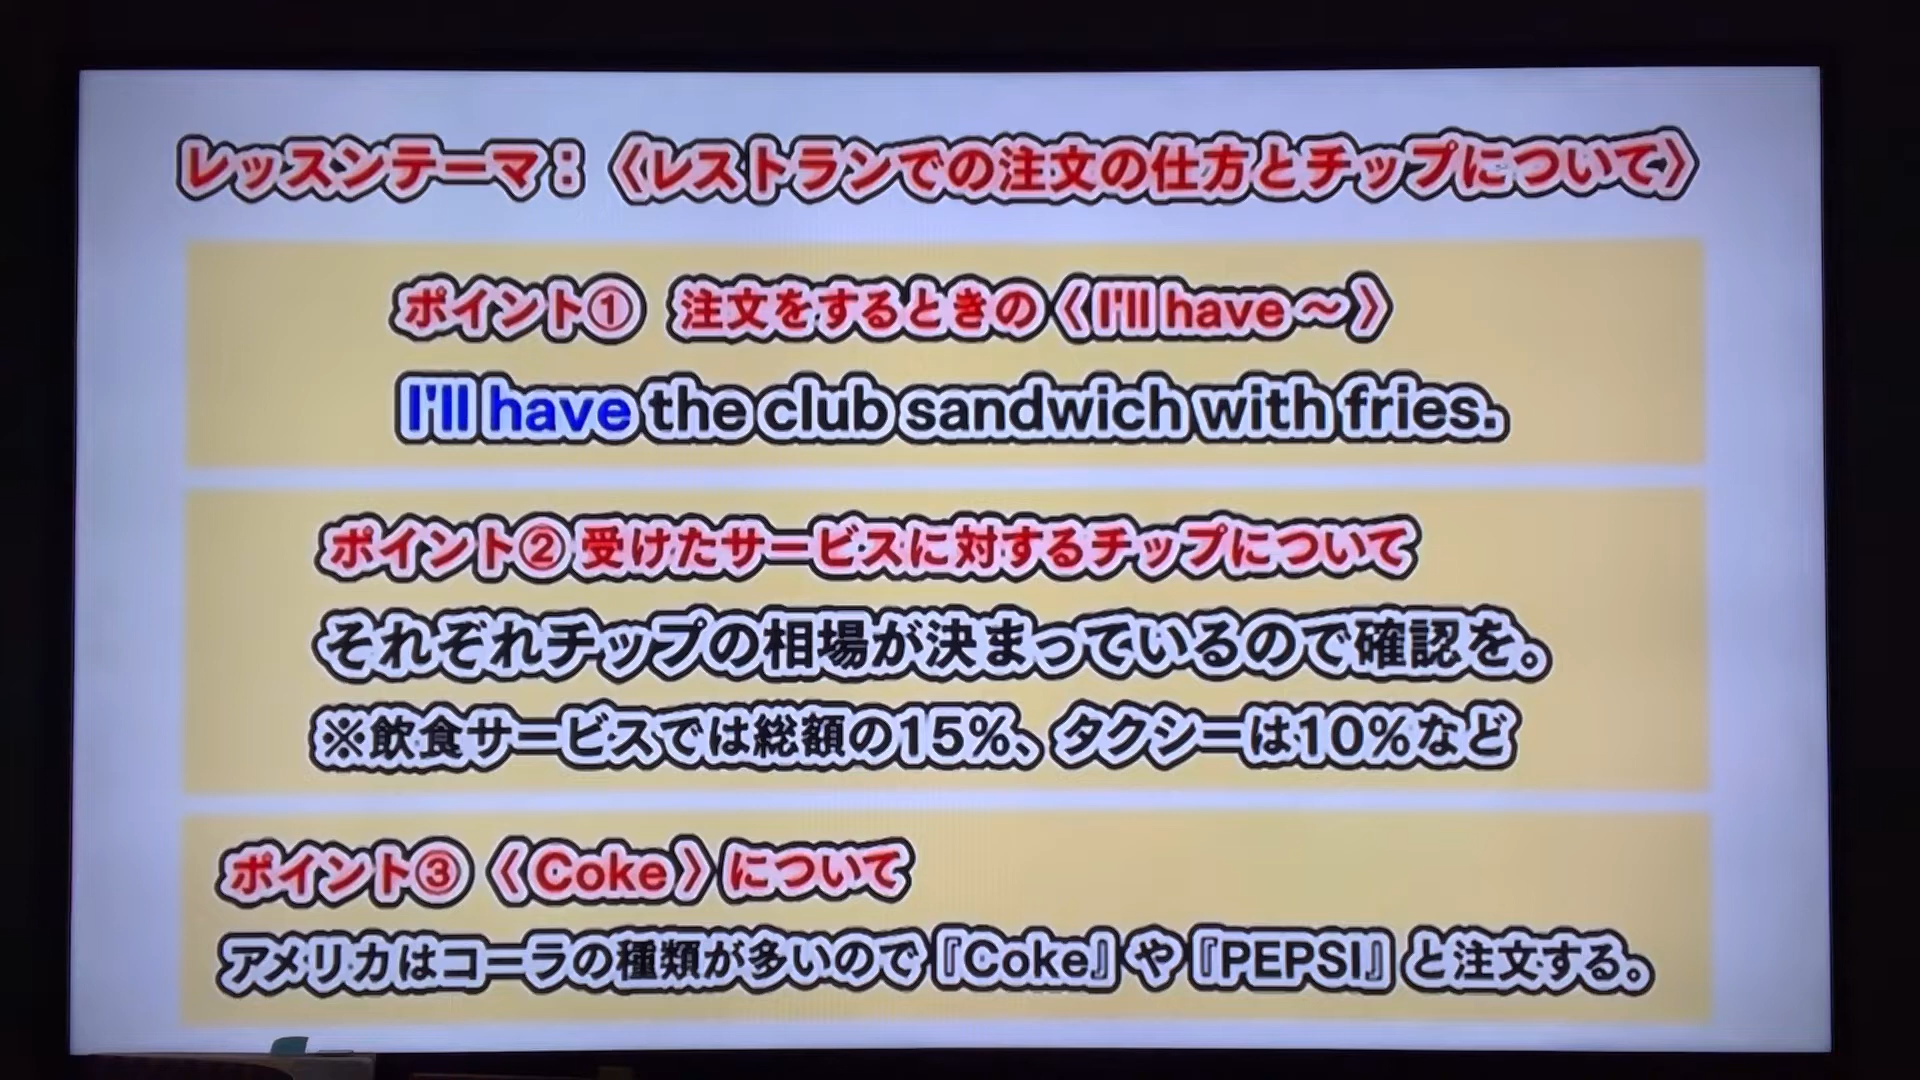 レッスンテーマ：〈レストランでの注文の仕方とチップについて〉
ポイント① 注文をするときの〈 I'll have ～ 〉
I'll have the club sandwich with fries.
ポイント② 受けたサービスに対するチップについて
それぞれチップの相場が決まっているので確認を。
※飲食サービスでは総額の15%、タクシーは10%など
ポイント③ 〈 Coke 〉について
アメリカはコーラの種類が多いので『Coke』や『PEPSI』と注文する。